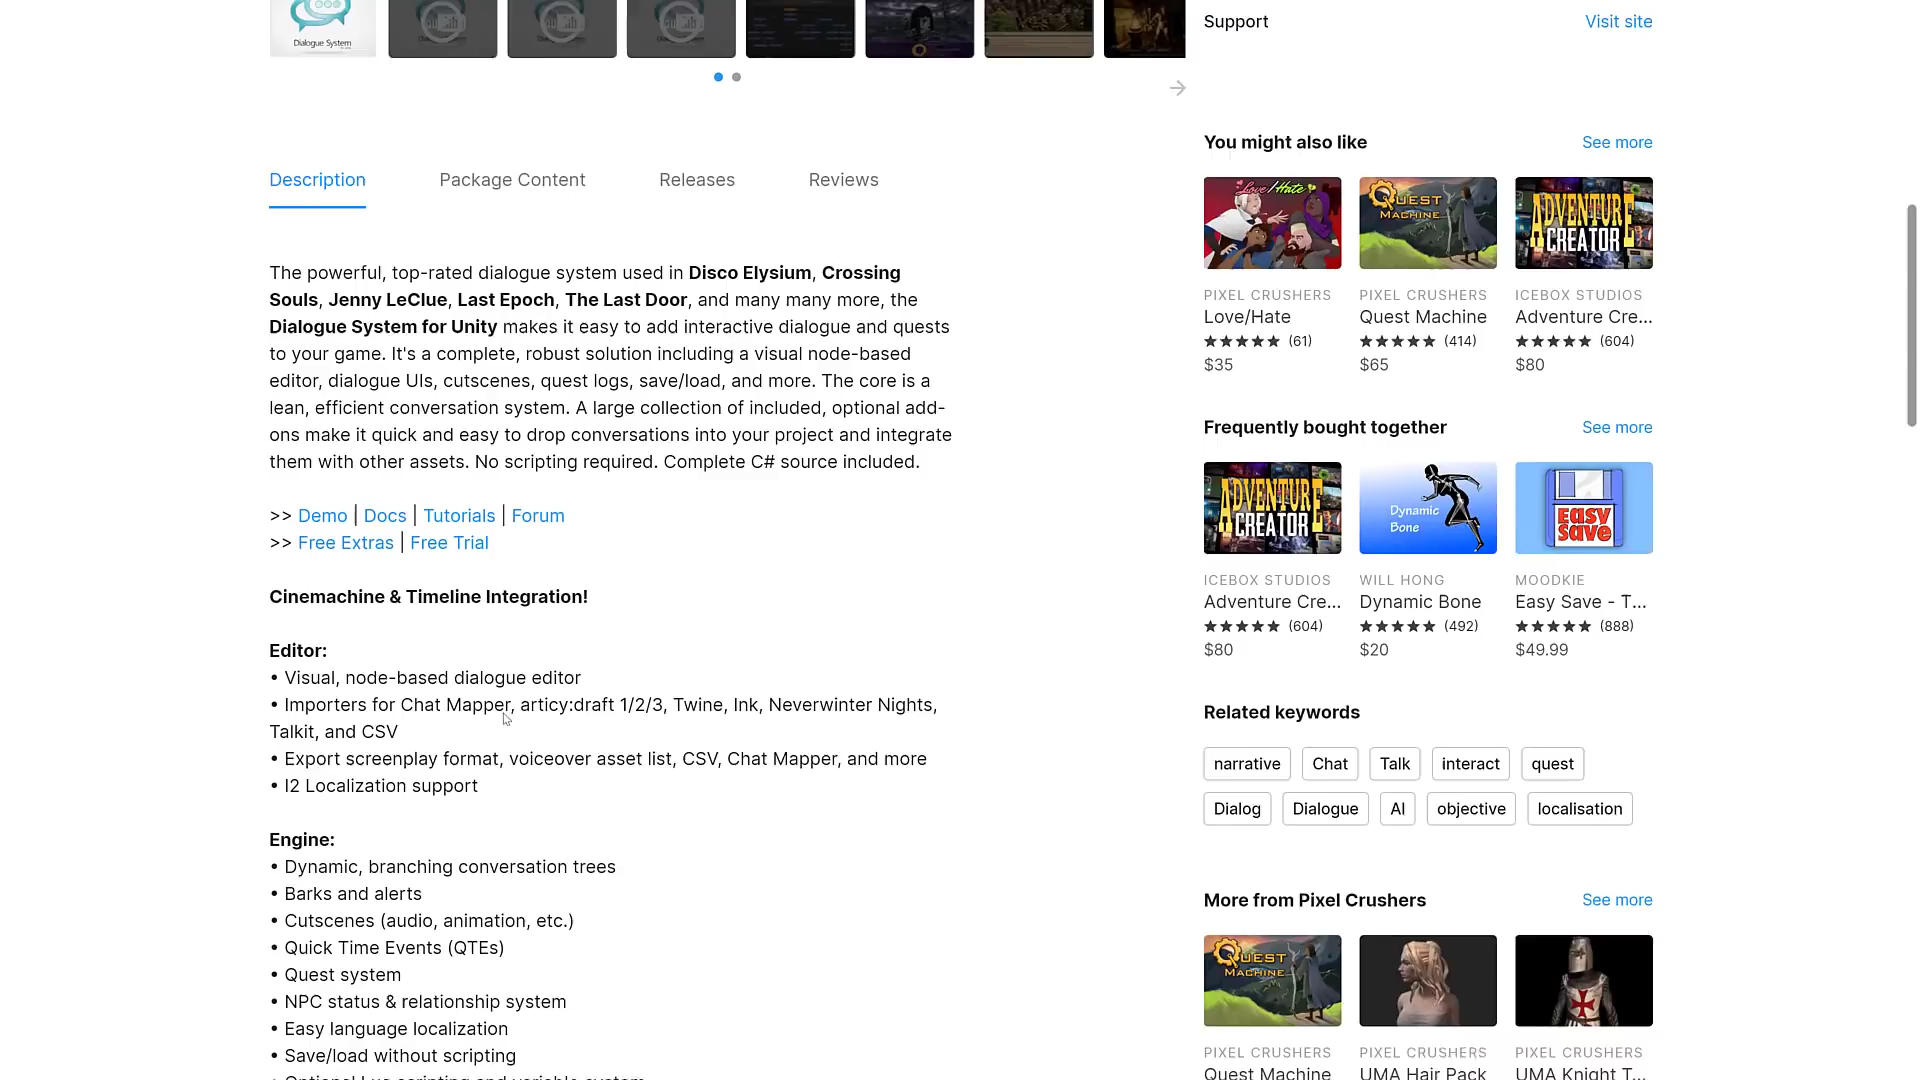 Dialogue System
Support
Visit site
Description
Package Content
Releases
Reviews
The powerful, top-rated dialogue system used in Disco Elysium, Crossing
Souls, Jenny LeClue, Last Epoch, The Last Door, and many many more, the
Dialogue System for Unity makes it easy to add interactive dialogue and quests
to your game. It's a complete, robust solution including a visual node-based
editor, dialogue UIs, cutscenes, quest logs, save/load, and more. The core is a
lean, efficient conversation system. A large collection of included, optional add-
ons make it quick and easy to drop conversations into your project and integrate
them with other assets. No scripting required. Complete C# source included.
>> Demo | Docs | Tutorials | Forum
>> Free Extras | Free Trial
Cinemachine & Timeline Integration!
Editor:
• Visual, node-based dialogue editor
• Importers for Chat Mapper, articy:draft 1/2/3, Twine, Ink, Neverwinter Nights,
Talkit, and CSV
• Export screenplay format, voiceover asset list, CSV, Chat Mapper, and more
• I2 Localization support
Engine:
• Dynamic, branching conversation trees
• Barks and alerts
• Cutscenes (audio, animation, etc.)
• Quick Time Events (QTEs)
• Quest system
• NPC status & relationship system
• Easy language localization
• Save/load without scripting
You might also like
See more
Love/Hate
QUEST
MACHINE
ADVENTURE
CREATOR
PIXEL CRUSHERS
Love/Hate
(61)
$35
PIXEL CRUSHERS
Quest Machine
(414)
$65
ICEBOX STUDIOS
Adventure Cre...
(604)
$80
Frequently bought together
See more
ADVENTURE
CREATOR
Dynamic
Bone
EASY
SAVE
ICEBOX STUDIOS
Adventure Cre...
(604)
$80
WILL HONG
Dynamic Bone
(492)
$20
MOODKIE
Easy Save - T...
(888)
$49.99
Related keywords
narrative
Chat
Talk
interact
quest
Dialog
Dialogue
AI
objective
localisation
More from Pixel Crushers
See more
QUEST
MACHINE
PIXEL CRUSHERS
Quest Machine
PIXEL CRUSHERS
UMA Hair Pack
PIXEL CRUSHERS
UMA Knight T...